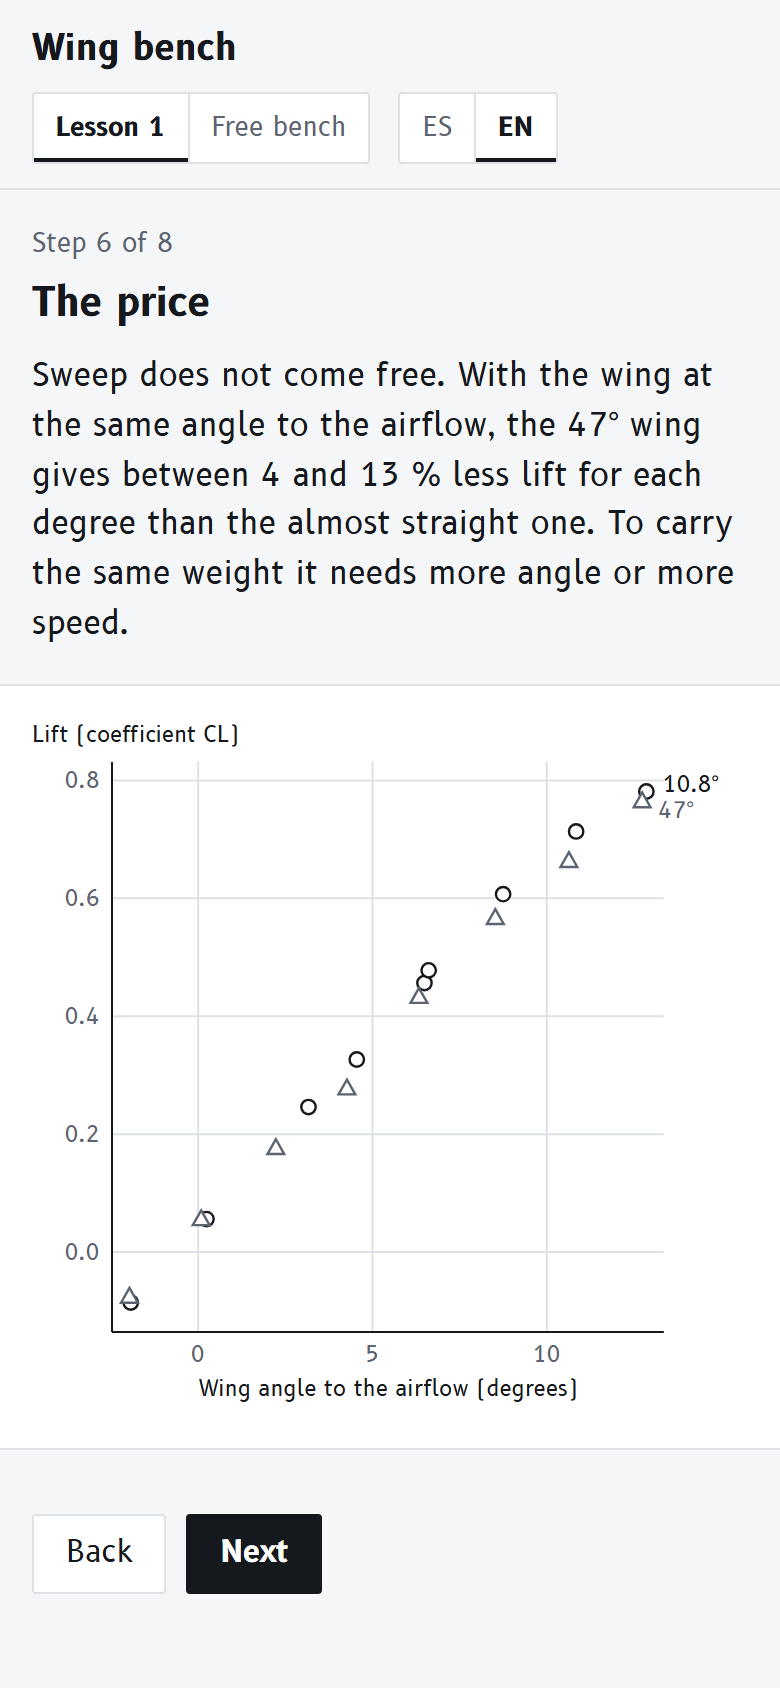 Wing bench
Lesson 1
Free bench
ES
EN
Step 6 of 8
The price
Sweep does not come free. With the wing at
the same angle to the airflow, the 47° wing
gives between 4 and 13 % less lift for each
degree than the almost straight one. To carry
the same weight it needs more angle or more
speed.
Lift (coefficient CL)
0.8
10.8°
47°
0.6
0.4
0.2
0.0
0
5
10
Wing angle to the airflow (degrees)
Back
Next